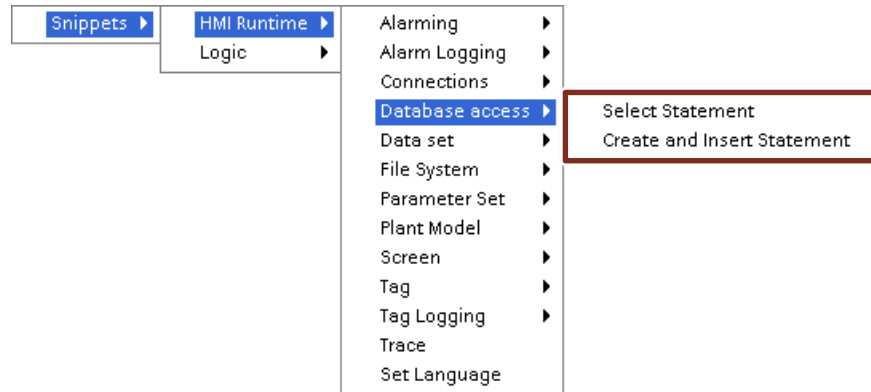 Snippets
HMI Runtime
Logic
Alarming
Alarm Logging
Connections
Database access
Data set
File System
Parameter Set
Plant Model
Screen
Tag
Tag Logging
Trace
Set Language
Select Statement
Create and Insert Statement